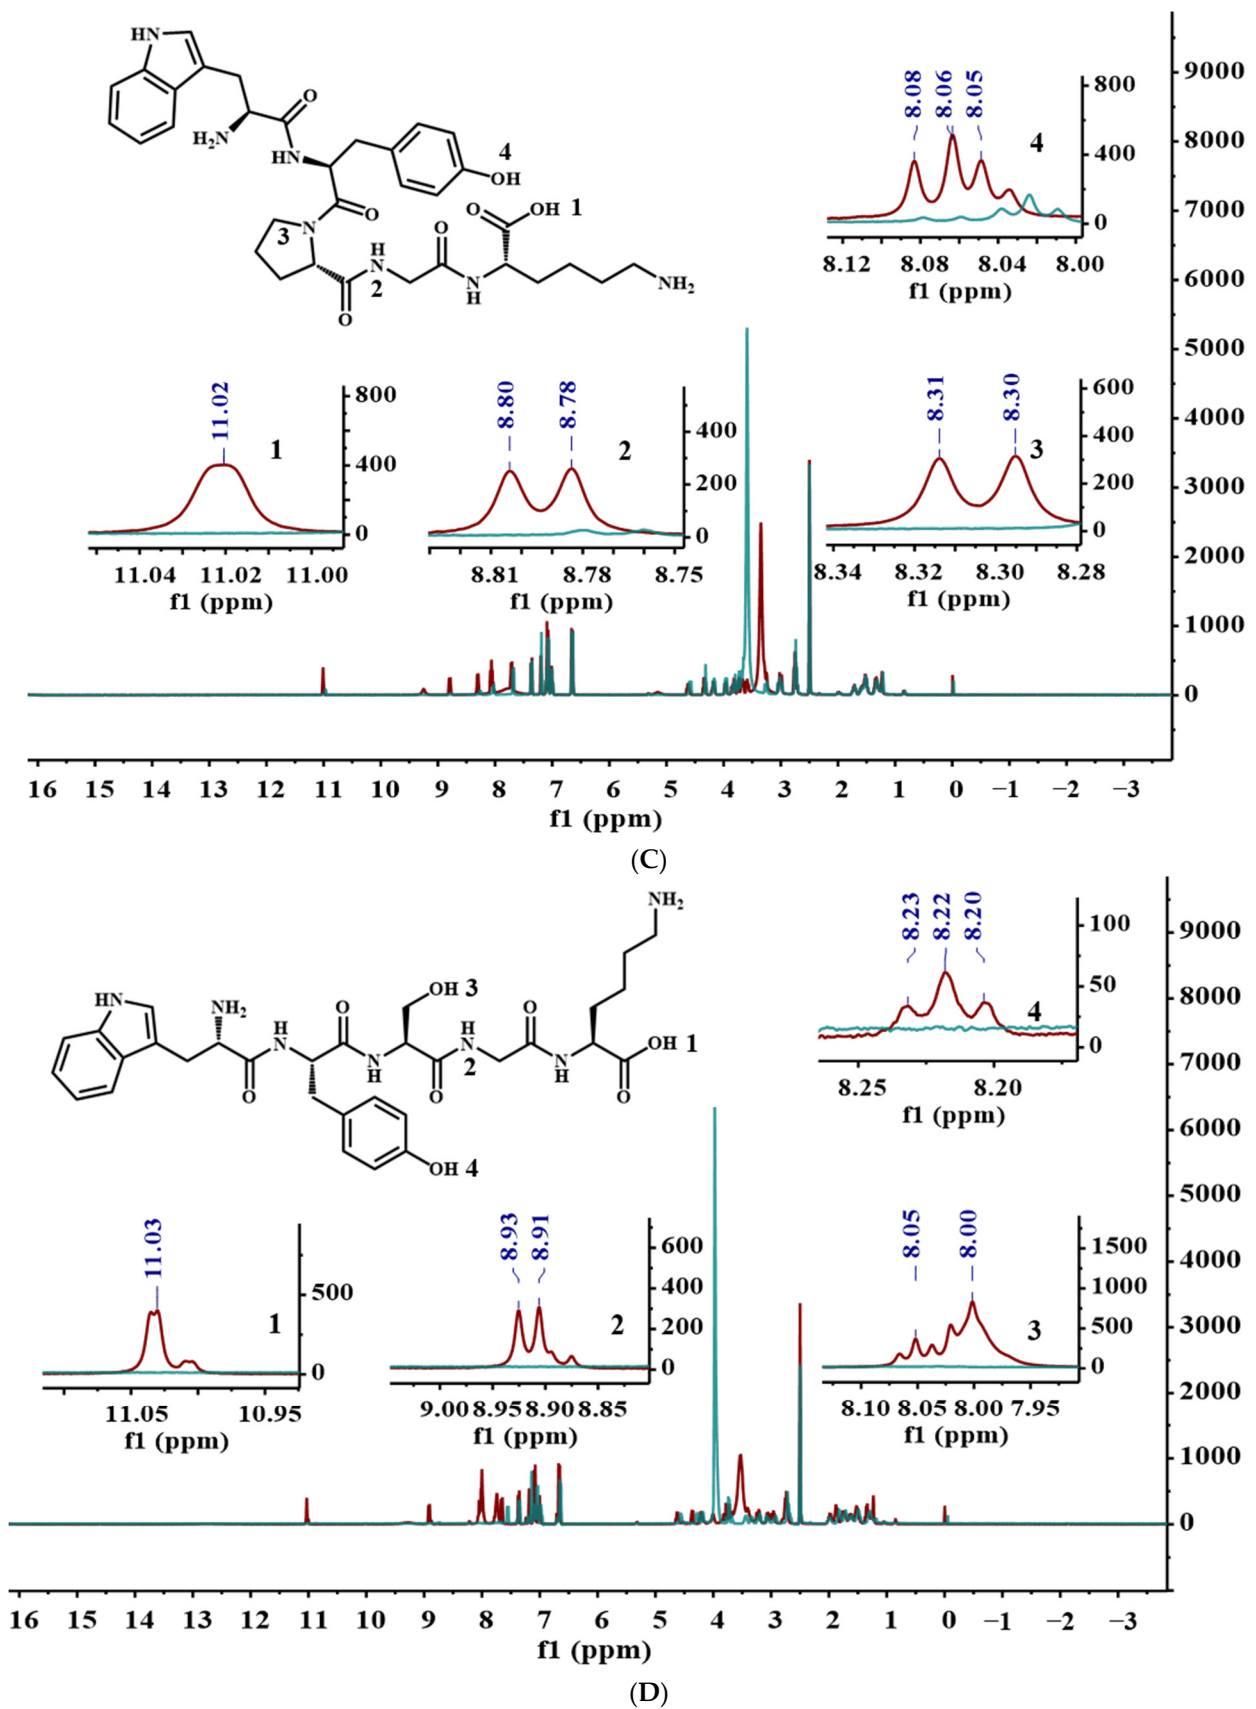 HN
O
H₂N
HN
4
OH
O
O
OH 1
3
N
O
H
N
2
N
H
NH₂
O
8.08
8.06
8.05
4
800
400
0
8.12 8.08 8.04 8.00
f1 (ppm)
11.02
1
800
400
0
11.04 11.02 11.00
f1 (ppm)
8.80
8.78
2
400
200
0
8.81 8.78 8.75
f1 (ppm)
8.31
8.30
3
600
400
200
0
8.34 8.32 8.30 8.28
f1 (ppm)
9000
8000
7000
6000
5000
4000
3000
2000
1000
0
16 15 14 13 12 11 10 9 8 7 6 5 4 3 2 1 0 −1 −2 −3
f1 (ppm)
(C)
NH₂
HN
NH₂
H
N
O
OH 3
N
H
H
N
2
O
N
H
OH 1
O
O
O
OH 4
8.23
8.22
8.20
4
100
50
0
8.25 8.20
f1 (ppm)
11.03
1
500
0
11.05 10.95
f1 (ppm)
8.93
8.91
2
600
400
200
0
9.00 8.95 8.90 8.85
f1 (ppm)
8.05
8.00
3
1500
1000
500
0
8.10 8.05 8.00 7.95
f1 (ppm)
9000
8000
7000
6000
5000
4000
3000
2000
1000
0
16 15 14 13 12 11 10 9 8 7 6 5 4 3 2 1 0 −1 −2 −3
f1 (ppm)
(D)